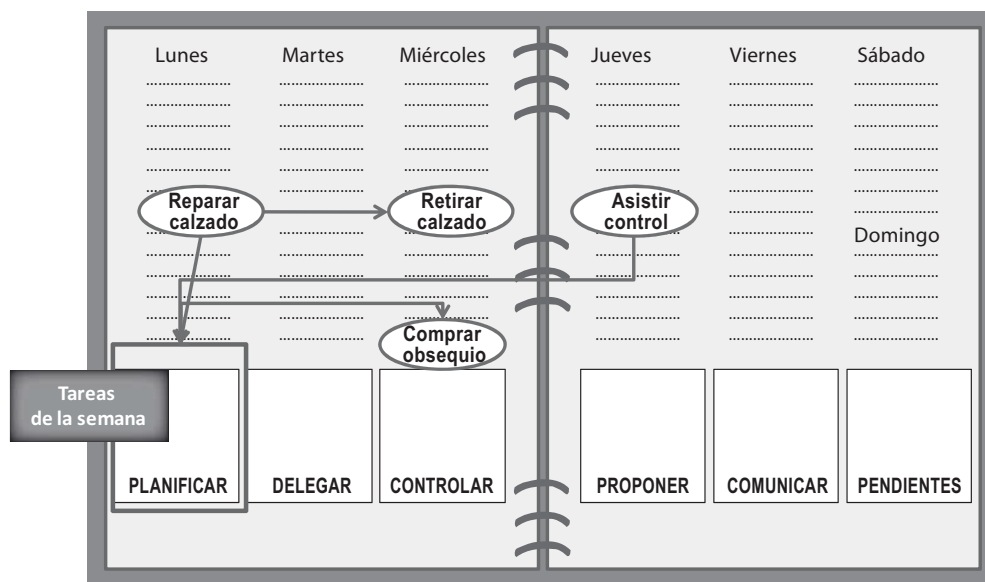 Lunes Martes Miércoles Jueves Viernes Sábado
Reparar
calzado
Retirar
calzado
Asistir
control
Domingo
Comprar
obsequio
Tareas
de la semana
PLANIFICAR DELEGAR CONTROLAR PROPONER COMUNICAR PENDIENTES